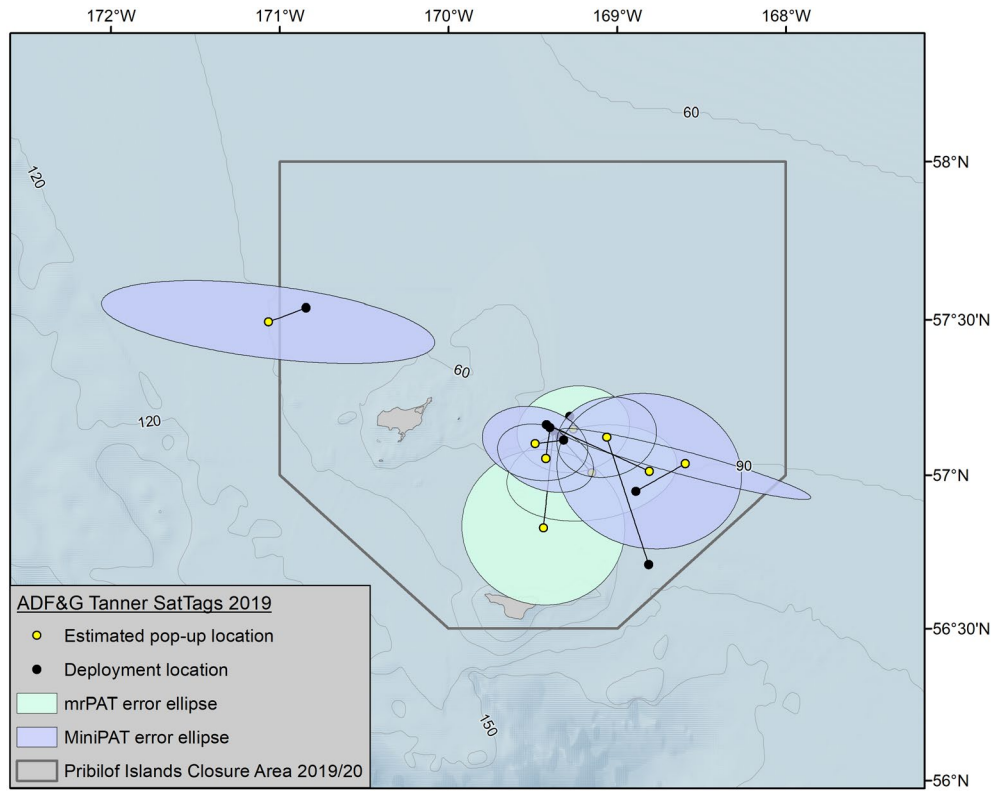 172°W 171°W 170°W 169°W 168°W
60
58°N
120
57°30'N
60
120
90
57°N
56°30'N
150
56°N
ADF&G Tanner SatTags 2019
Estimated pop-up location
Deployment location
mrPAT error ellipse
MiniPAT error ellipse
Pribilof Islands Closure Area 2019/20